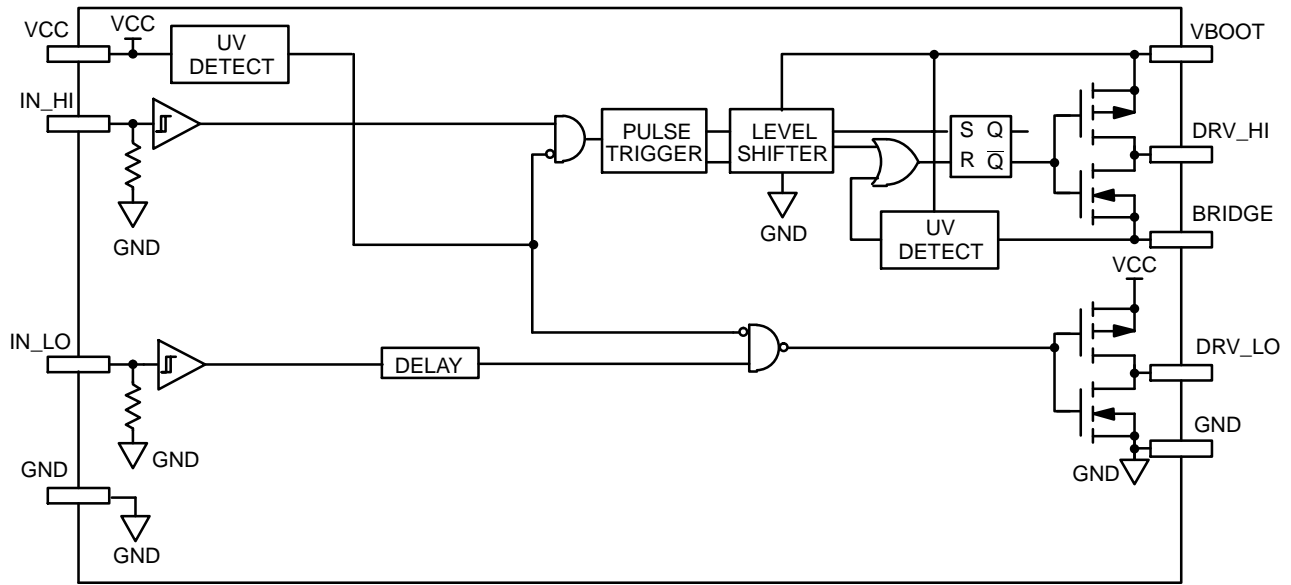 VCC
VCC
UV
DETECT
VBOOT
IN_HI
PULSE
TRIGGER
LEVEL
SHIFTER
S Q
R Q̅
DRV_HI
GND
GND
UV
DETECT
BRIDGE
VCC
IN_LO
DELAY
DRV_LO
GND
GND
GND
GND
GND